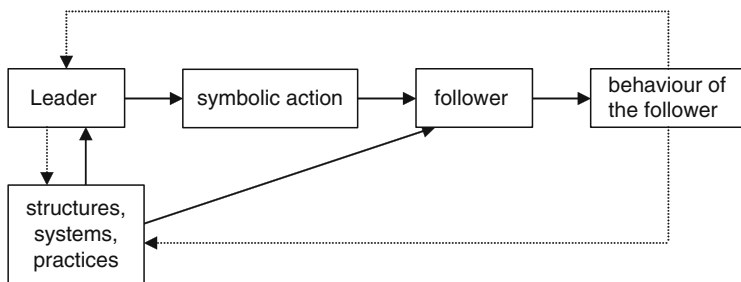 Leader
symbolic action
follower
behaviour of
the follower
structures,
systems,
practices